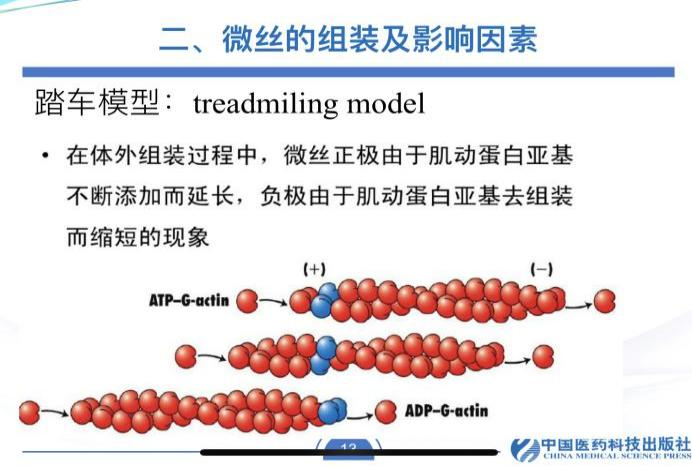 二、微丝的组装及影响因素
踏车模型：treadmiling model
• 在体外组装过程中，微丝正极由于肌动蛋白亚基
不断添加而延长，负极由于肌动蛋白亚基去组装
而缩短的现象
(+) (−)
ATP–G-actin
ADP–G-actin
中国医药科技出版社
CHINA MEDICAL SCIENCE PRESS